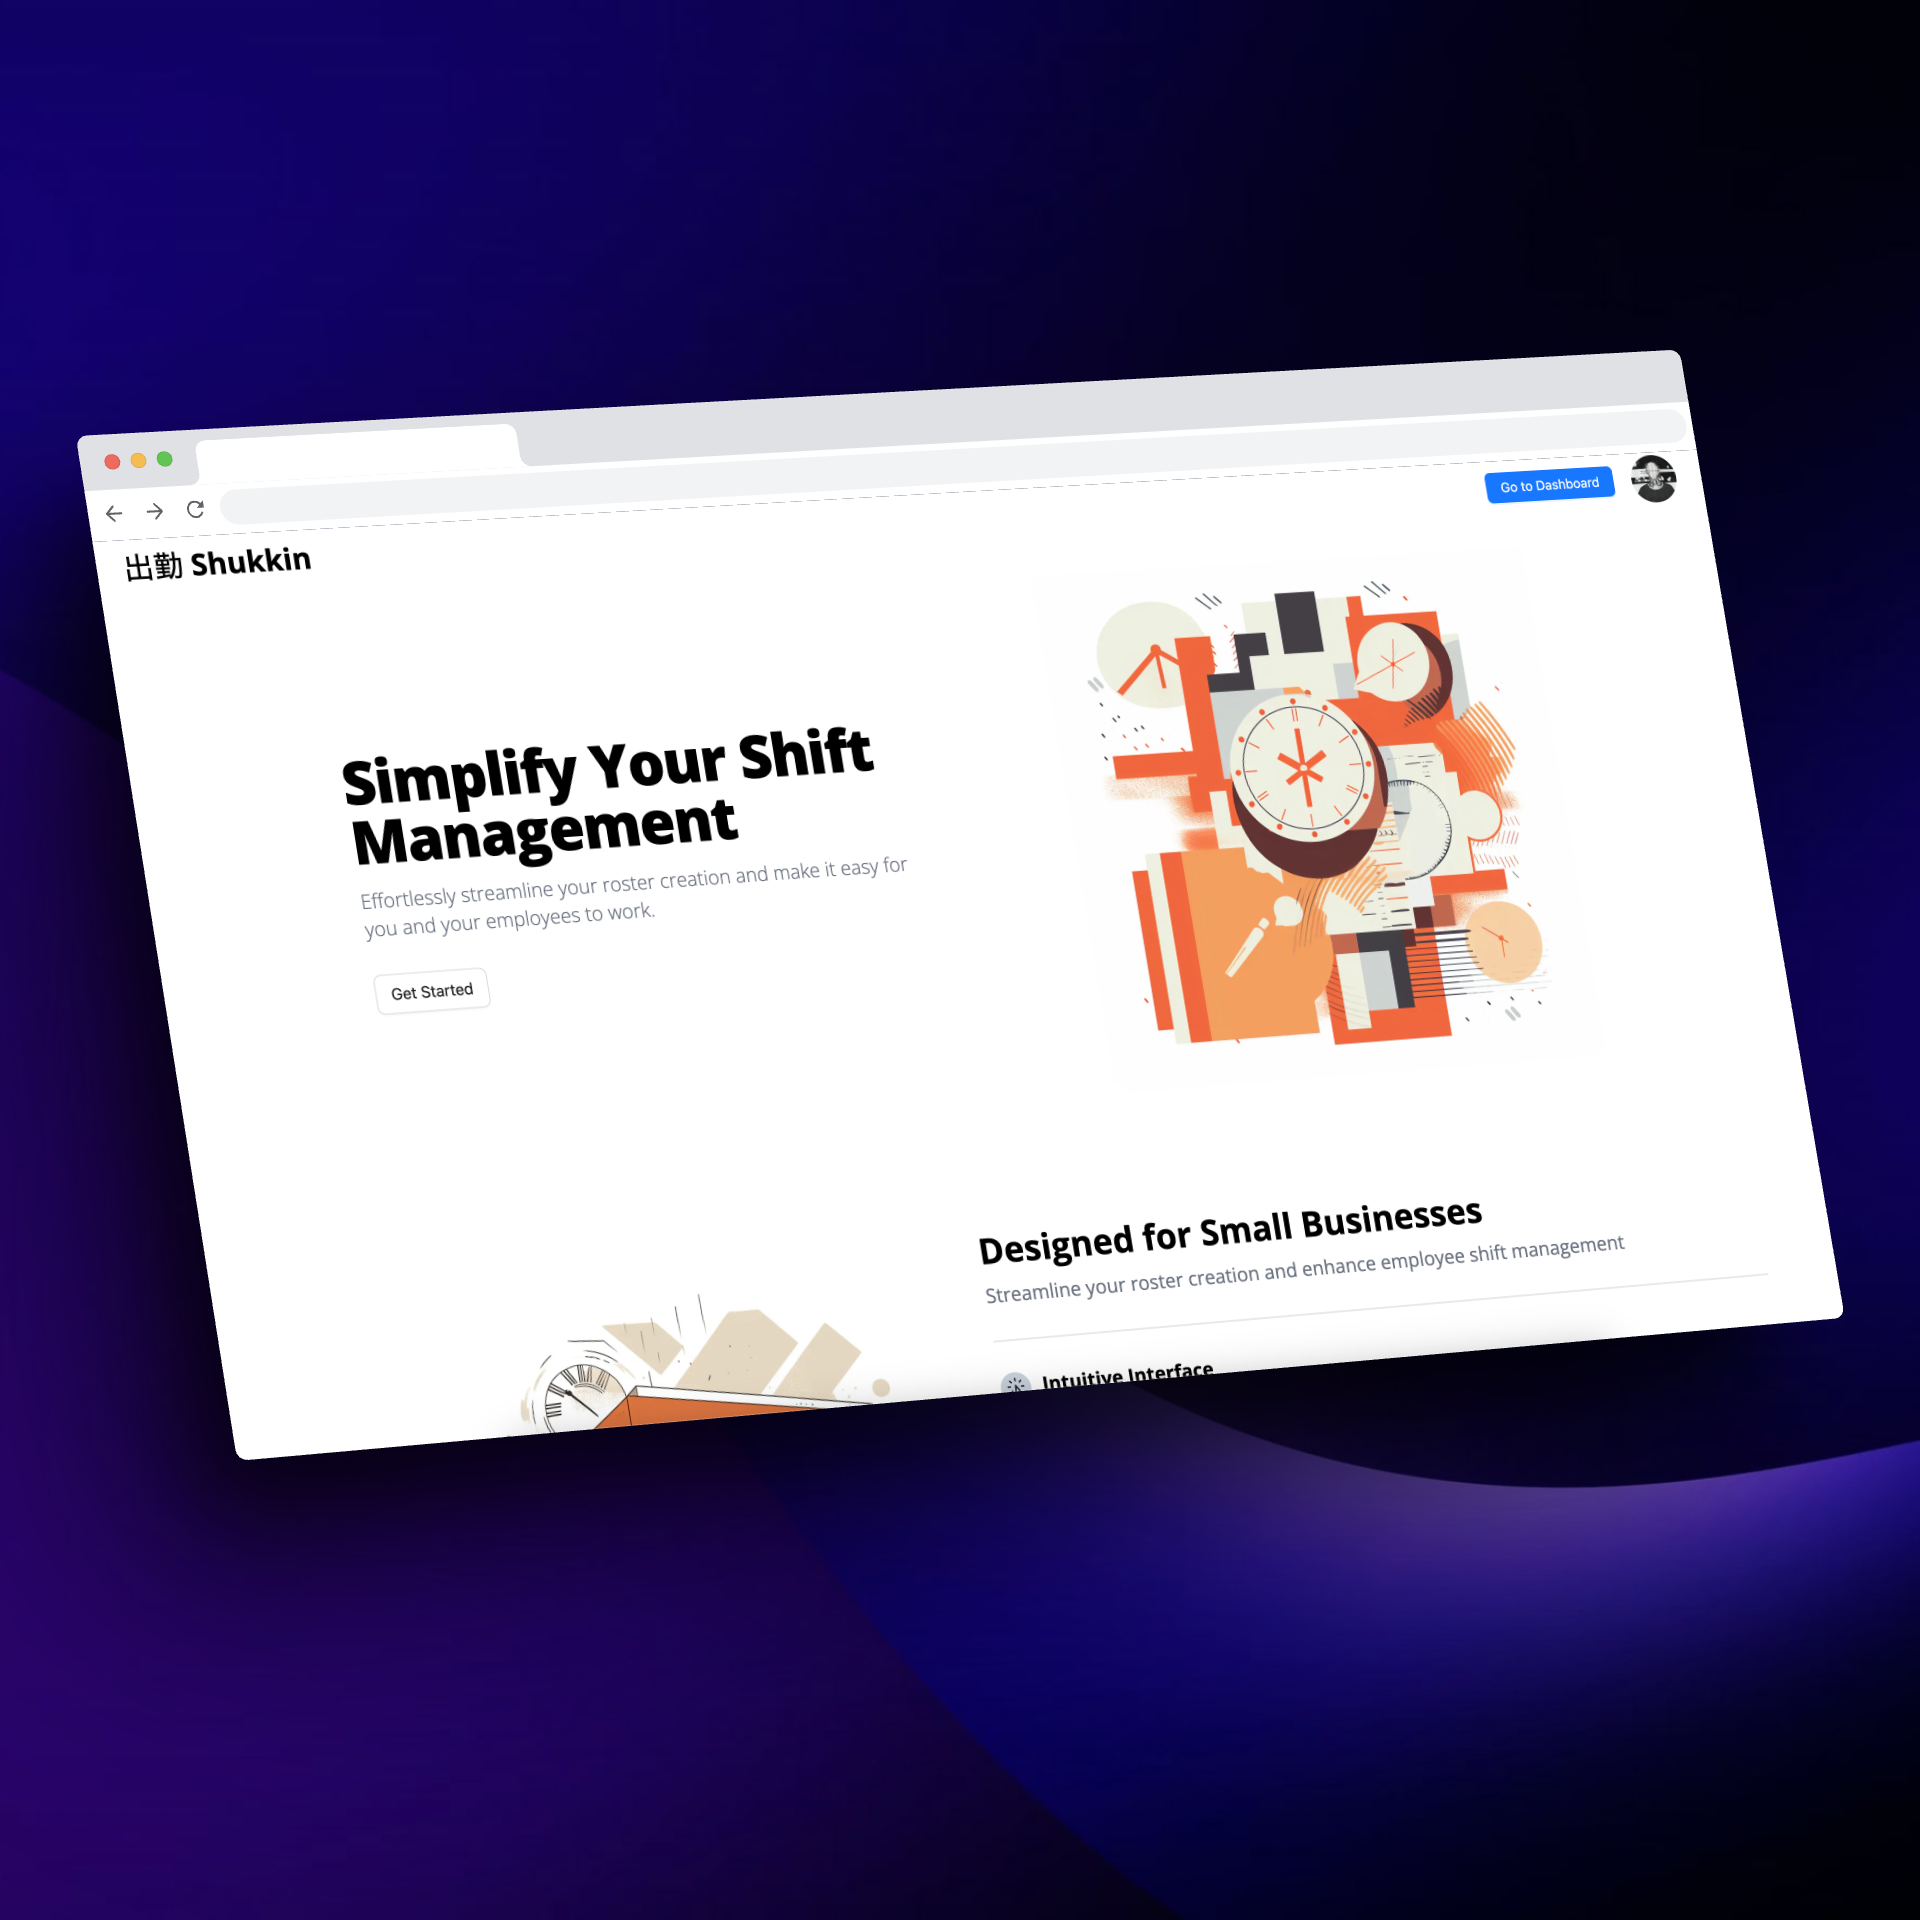 Go to Dashboard
出勤 Shukkin
Simplify Your Shift
Management
Effortlessly streamline your roster creation and make it easy for
you and your employees to work.
Get Started
Designed for Small Businesses
Streamline your roster creation and enhance employee shift management
Intuitive Interface